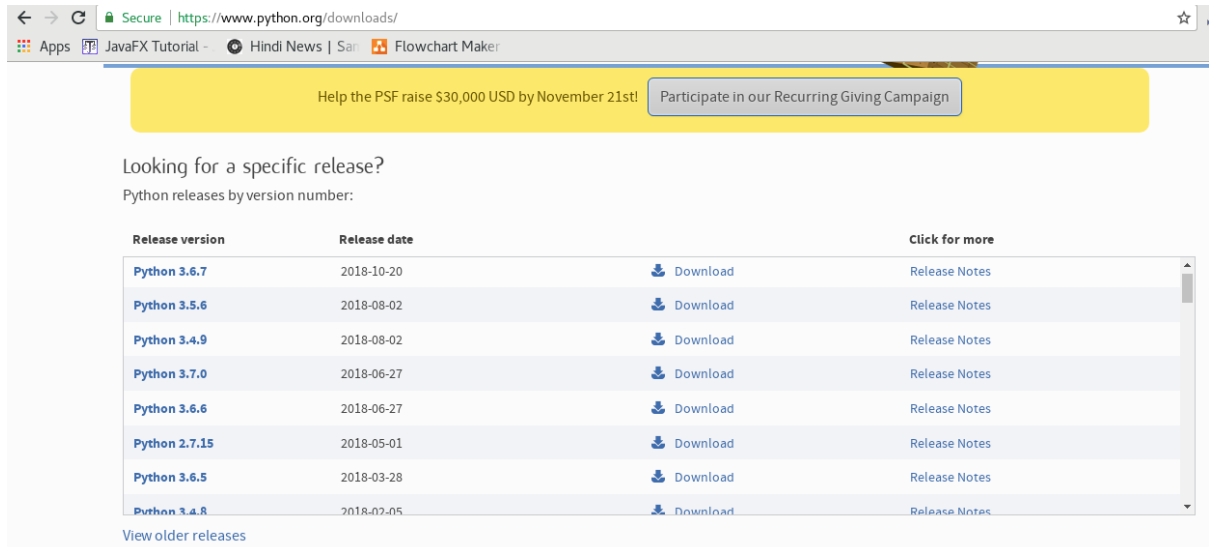 Secure | https://www.python.org/downloads/
Apps JavaFX Tutorial - Hindi News | San Flowchart Maker
Help the PSF raise $30,000 USD by November 21st! Participate in our Recurring Giving Campaign
Looking for a specific release?
Python releases by version number:
Release version Release date Click for more
Python 3.6.7 2018-10-20 Download Release Notes
Python 3.5.6 2018-08-02 Download Release Notes
Python 3.4.9 2018-08-02 Download Release Notes
Python 3.7.0 2018-06-27 Download Release Notes
Python 3.6.6 2018-06-27 Download Release Notes
Python 2.7.15 2018-05-01 Download Release Notes
Python 3.6.5 2018-03-28 Download Release Notes
Python 3.4.8 2018-02-05 Download Release Notes
View older releases